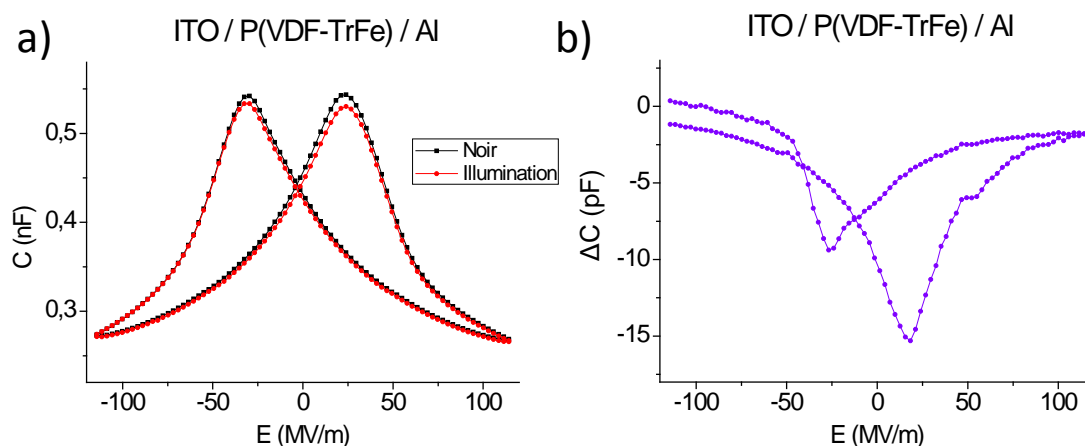 a)
ITO / P(VDF-TrFe) / Al
C (nF)
0,5
0,4
0,3
Noir
Illumination
-100
-50
0
50
100
E (MV/m)
b)
ITO / P(VDF-TrFe) / Al
ΔC (pF)
0
-5
-10
-15
-100
-50
0
50
100
E (MV/m)